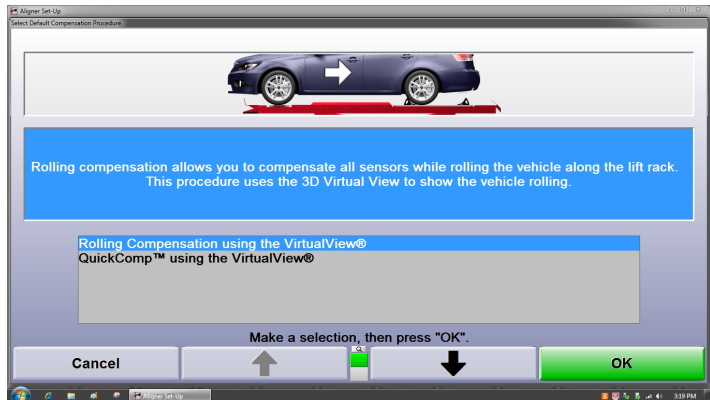 Aligner Set-Up
Select Default Compensation Procedure
Rolling compensation allows you to compensate all sensors while rolling the vehicle along the lift rack.
This procedure uses the 3D Virtual View to show the vehicle rolling.
Rolling Compensation using the VirtualView®
QuickComp™ using the VirtualView®
Make a selection, then press "OK".
Cancel
OK
Aligner Set-Up
3:19 PM